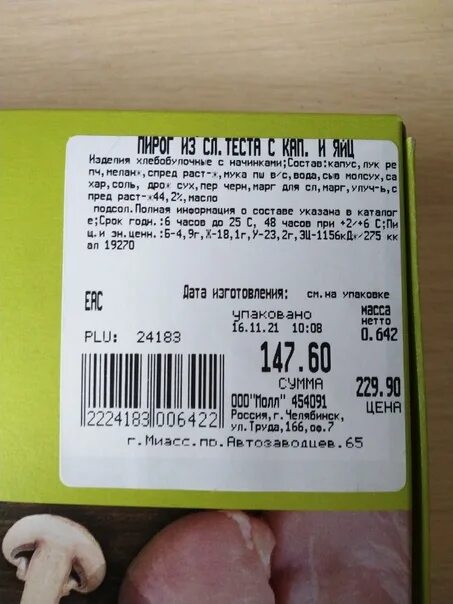 ПИРОГ ИЗ СЛ.ТЕСТА С КАП. И ЯИЦ
Изделия хлебобулочные с начинками;Состав:капус,лук ре
пч,мелан*,спред раст-*,мука пш в/с,вода,сыв молсух,са
хар,соль, дрож сух,пер черн,марг для сл,марг,улуч-ь,с
пред раст-*44,2%,масло
подсол.Полная информация о составе указана в каталог
е;Срок годн.:6 часов до 25 С, 48 часов при +2/+6 С;Пи
щ.и эн.ценн.:Б-4,9г,Ж-18,1г,У-23,2г,ЭЦ-1156кДж/275 кк
ал 19270
EAC
Дата изготовления: см.на упаковке
упаковано
16.11.21 10:08
масса
нетто
0.642
PLU: 24183
147.60
СУММА
229.90
ЦЕНА
2224183 006422
ООО"Молл" 454091
Россия,г.Челябинск,
ул.Труда,166,оф.7
г.Миасс.пр.Автозаводцев.65